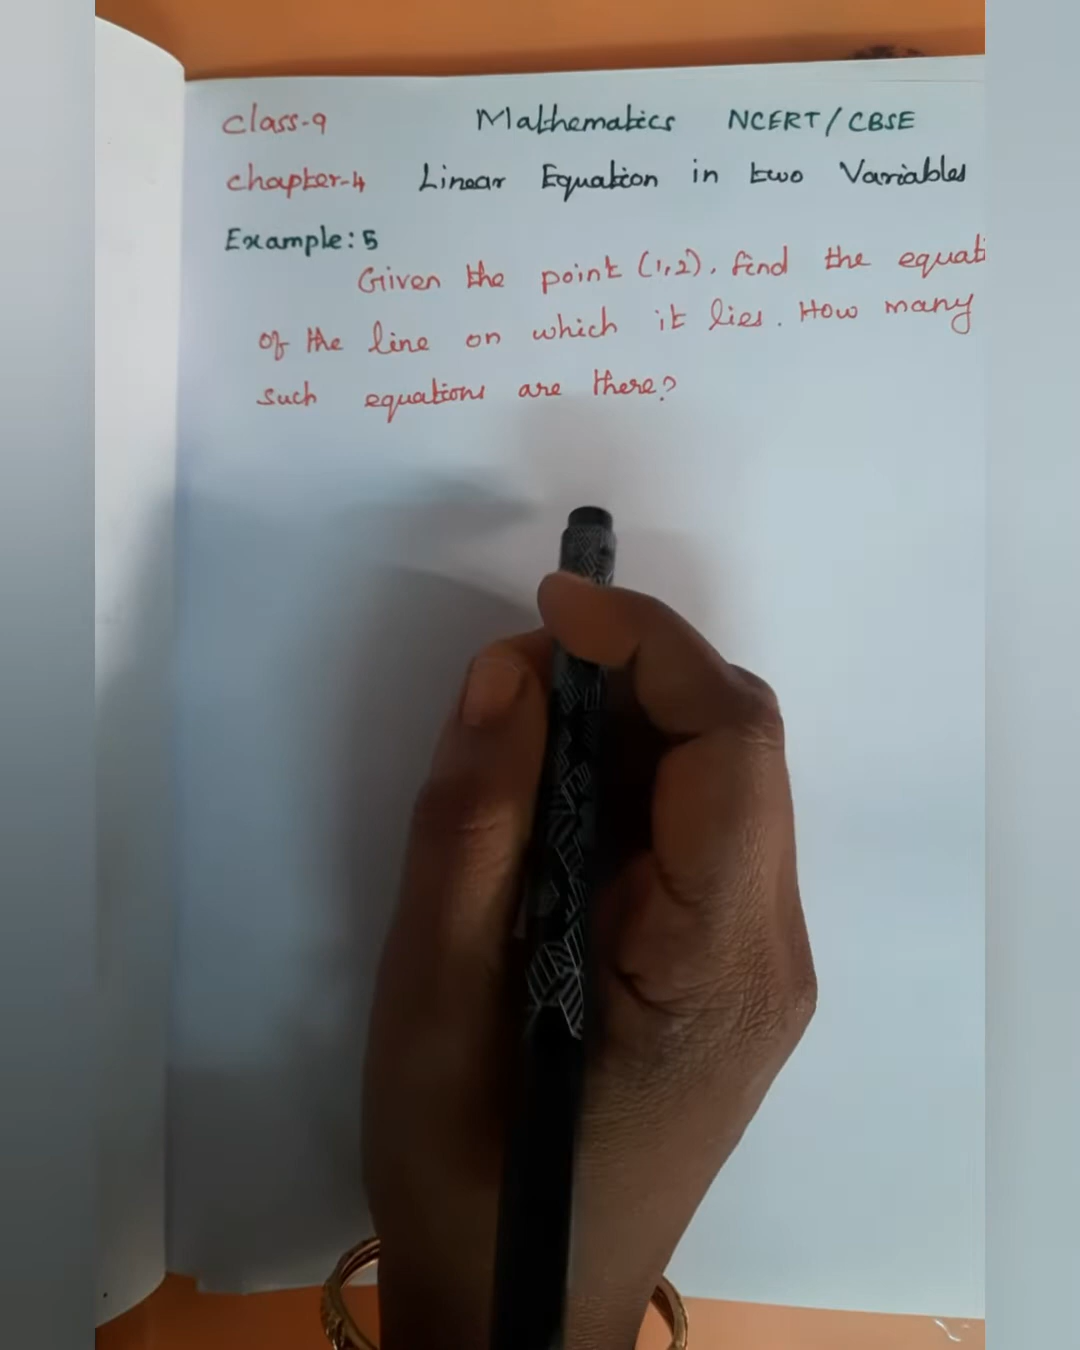 Class-9 Mathematics NCERT/CBSE
Chapter-4 Linear Equation in two Variables
Example: 5
Given the point (1,2), find the equati
of the line on which it lies. How many
such equations are there?